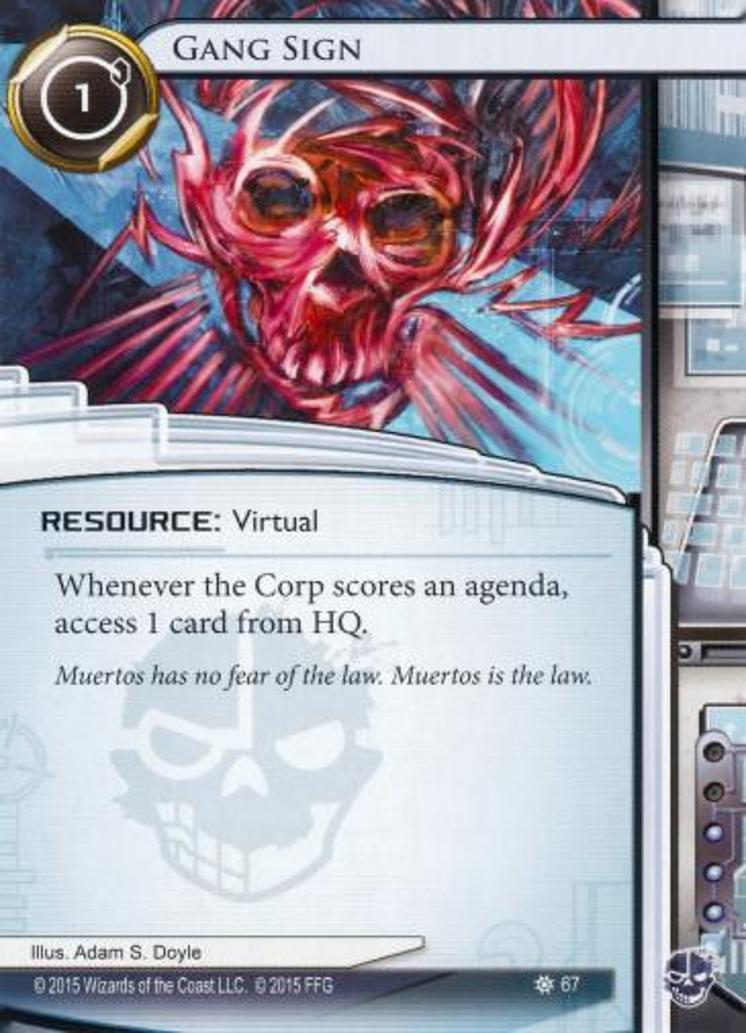 GANG SIGN
1
RESOURCE: Virtual
Whenever the Corp scores an agenda,
access 1 card from HQ.
Muertos has no fear of the law. Muertos is the law.
Illus. Adam S. Doyle
© 2015 Wizards of the Coast LLC. © 2015 FFG
67